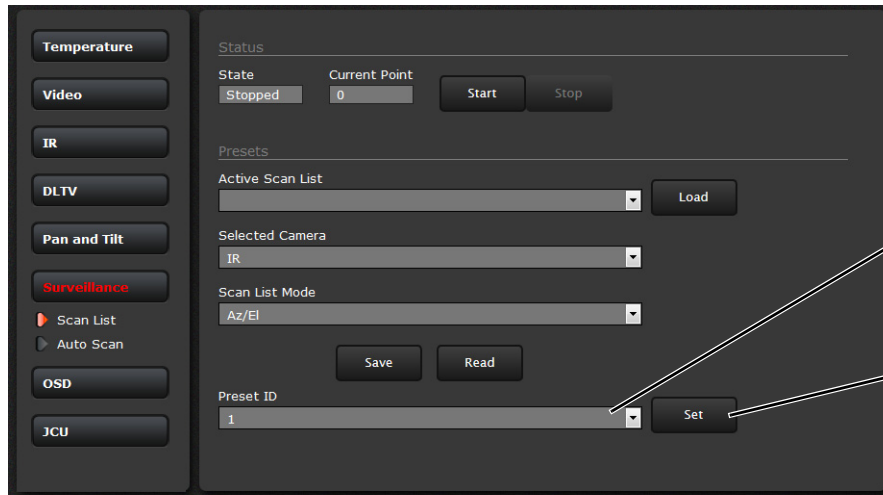 Temperature
Video
IR
DLTV
Pan and Tilt
Surveillance
Scan List
Auto Scan
OSD
JCU
Status
State Current Point
Stopped 0 Start Stop
Presets
Active Scan List
Load
Selected Camera
IR
Scan List Mode
Az/El
Save Read
Preset ID
1 Set